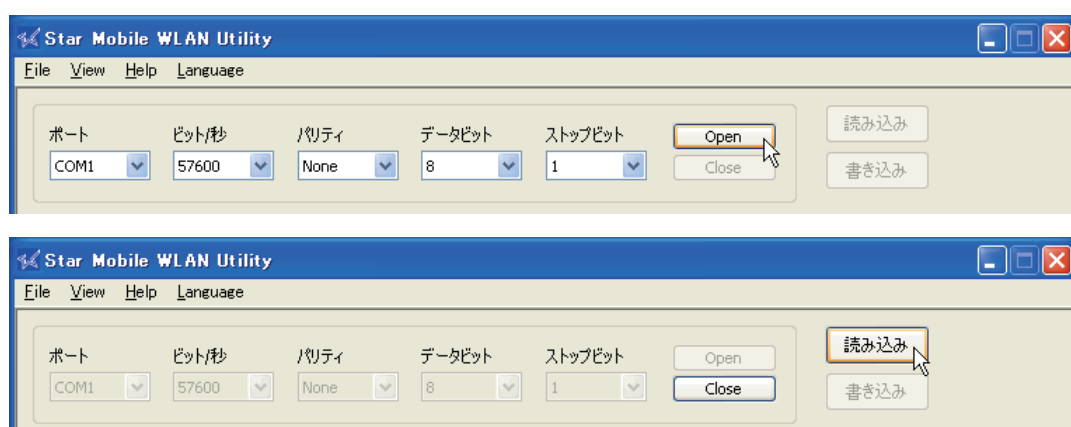 Star Mobile WLAN Utility
File View Help Language
ポート ビット/秒 パリティ データビット ストップビット Open 読み込み
COM1 57600 None 8 1 Close 書き込み
Star Mobile WLAN Utility
File View Help Language
ポート ビット/秒 パリティ データビット ストップビット Open 読み込み
COM1 57600 None 8 1 Close 書き込み